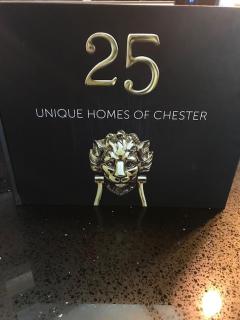 25
UNIQUE HOMES OF CHESTER